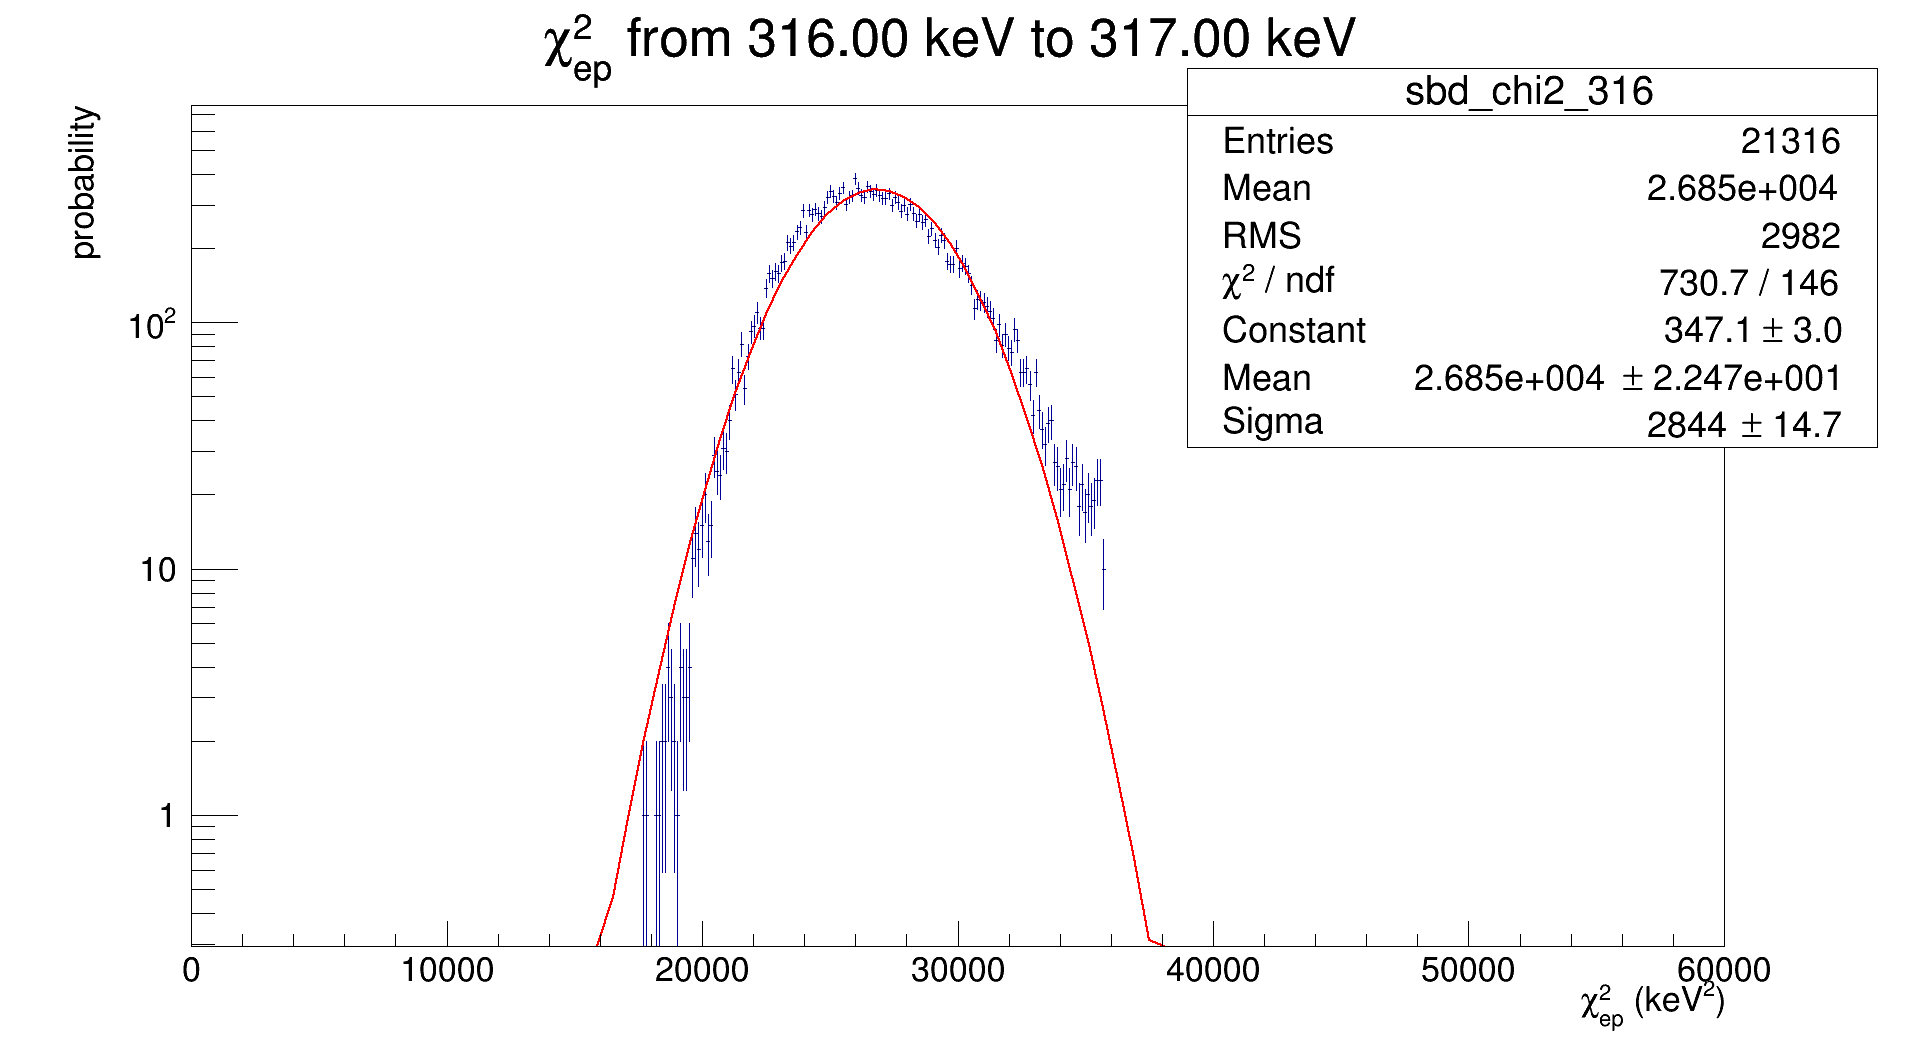 χ²ep from 316.00 keV to 317.00 keV
sbd_chi2_316
Entries 21316
Mean 2.685e+004
RMS 2982
χ² / ndf 730.7 / 146
Constant 347.1 ± 3.0
Mean 2.685e+004 ± 2.247e+001
Sigma 2844 ± 14.7
probability
10²
10
1
0 10000 20000 30000 40000 50000 60000
χ²ep (keV²)